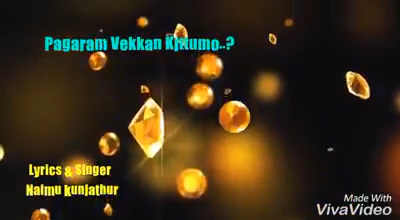 Pagaram Vekkan Kittumo..?
Lyrics & Singer
Naimu kunjathur
Made With
VivaVideo